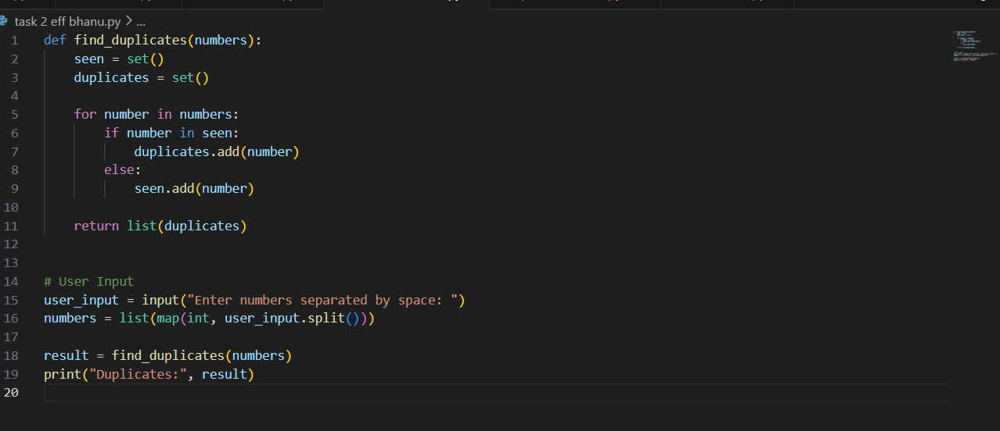 task 2 eff bhanu.py > ...
1 def find_duplicates(numbers):
2     seen = set()
3     duplicates = set()
4
5     for number in numbers:
6         if number in seen:
7             duplicates.add(number)
8         else:
9             seen.add(number)
10
11     return list(duplicates)
12
13
14 # User Input
15 user_input = input("Enter numbers separated by space: ")
16 numbers = list(map(int, user_input.split()))
17
18 result = find_duplicates(numbers)
19 print("Duplicates:", result)
20